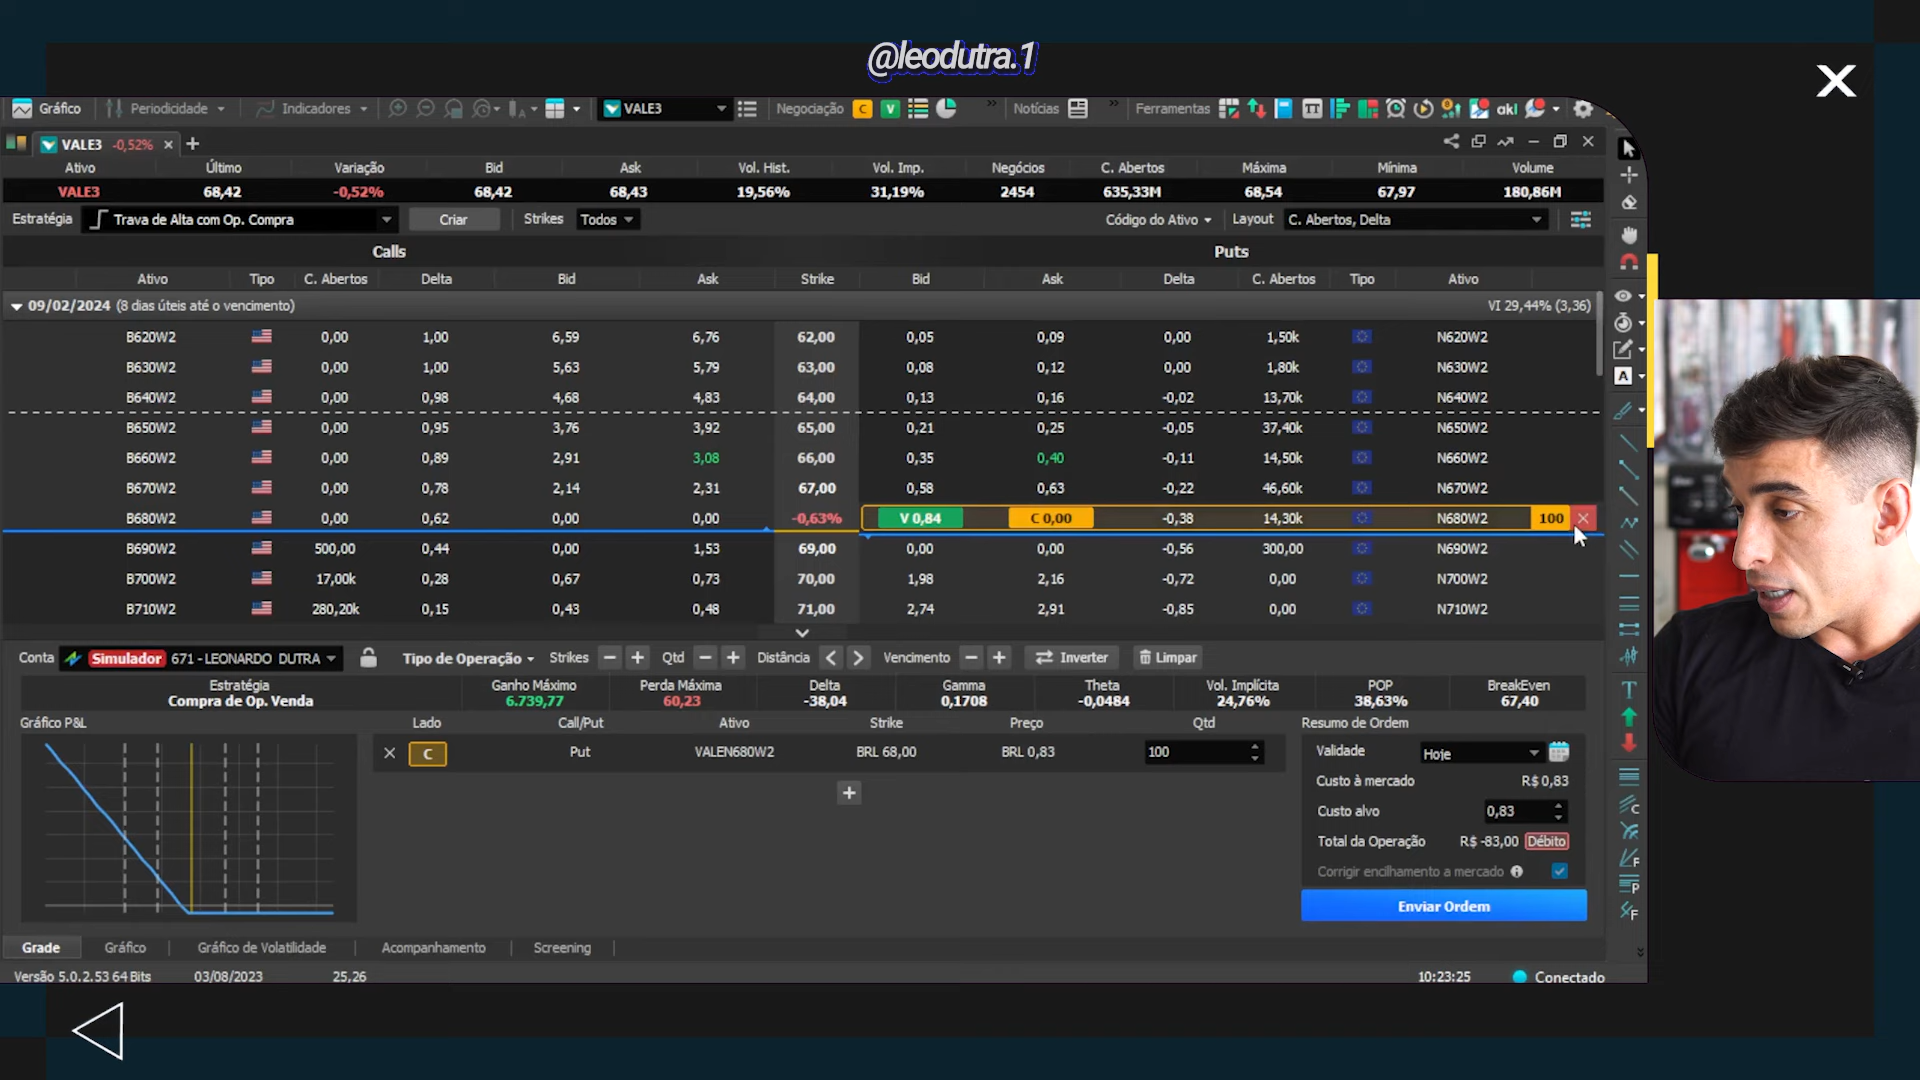 @leodutra.1
Gráfico Periodicidade Indicadores VALE3 Negociação C V Notícias Ferramentas akl
VALE3 -0,52%
Ativo Último Variação Bid Ask Vol. Hist. Vol. Imp. Negócios C. Abertos Máxima Mínima Volume
VALE3 68,42 -0,52% 68,42 68,43 19,56% 31,19% 2454 635,33M 68,54 67,97 180,86M
Estratégia Trava de Alta com Op. Compra Criar Strikes Todos Código do Ativo Layout C. Abertos, Delta
Calls Puts
Ativo Tipo C. Abertos Delta Bid Ask Strike Bid Ask Delta C. Abertos Tipo Ativo
09/02/2024 (8 dias úteis até o vencimento) VI 29,44% (3,36)
B620W2 0,00 1,00 6,59 6,76 62,00 0,05 0,09 0,00 1,50k N620W2
B630W2 0,00 1,00 5,63 5,79 63,00 0,08 0,12 0,00 1,80k N630W2
B640W2 0,00 0,98 4,68 4,83 64,00 0,13 0,16 -0,02 13,70k N640W2
B650W2 0,00 0,95 3,76 3,92 65,00 0,21 0,25 -0,05 37,40k N650W2
B660W2 0,00 0,89 2,91 3,08 66,00 0,35 0,40 -0,11 14,50k N660W2
B670W2 0,00 0,78 2,14 2,31 67,00 0,58 0,63 -0,22 46,60k N670W2
B680W2 0,00 0,62 0,00 0,00 -0,63% V 0,84 C 0,00 -0,38 14,30k N680W2 100
B690W2 500,00 0,44 0,00 1,53 69,00 0,00 0,00 -0,56 300,00 N690W2
B700W2 17,00k 0,28 0,67 0,73 70,00 1,98 2,16 -0,72 0,00 N700W2
B710W2 280,20k 0,15 0,43 0,48 71,00 2,74 2,91 -0,85 0,00 N710W2
Conta Simulador 671 - LEONARDO DUTRA Tipo de Operação Strikes Qtd Distância Vencimento Inverter Limpar
Estratégia Ganho Máximo Perda Máxima Delta Gamma Theta Vol. Implícita POP BreakEven
Compra de Op. Venda 6.739,77 60,23 -38,04 0,1708 -0,0484 24,76% 38,63% 67,40
Gráfico P&L Lado Call/Put Ativo Strike Preço Qtd Resumo de Ordem
C Put VALEN680W2 BRL 68,00 BRL 0,83 100 Validade Hoje
Custo à mercado R$ 0,83
Custo alvo 0,83
Total da Operação R$ -83,00 Débito
Corrigir encilhamento a mercado
Enviar Ordem
Grade Gráfico Gráfico de Volatilidade Acompanhamento Screening
Versão 5.0.2.53 64 Bits 03/08/2023 25,26 10:23:25 Conectado